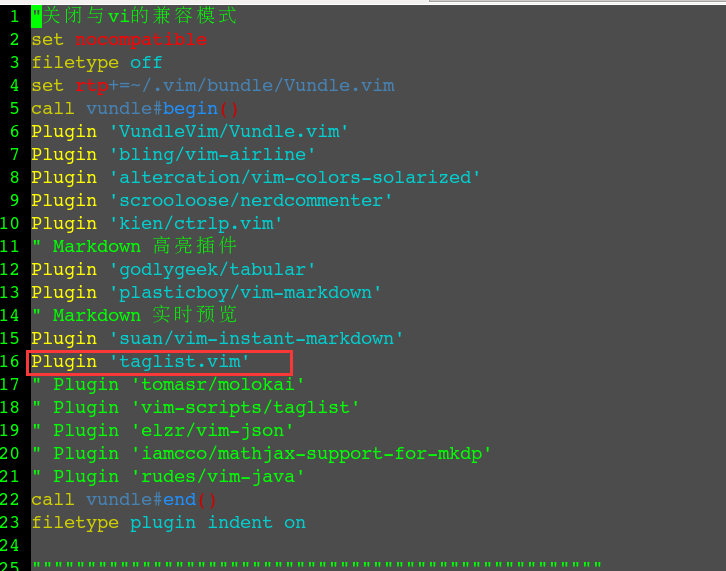 1 "关闭与vi的兼容模式
2 set nocompatible
3 filetype off
4 set rtp+=~/.vim/bundle/Vundle.vim
5 call vundle#begin()
6 Plugin 'VundleVim/Vundle.vim'
7 Plugin 'bling/vim-airline'
8 Plugin 'altercation/vim-colors-solarized'
9 Plugin 'scrooloose/nerdcommenter'
10 Plugin 'kien/ctrlp.vim'
11 " Markdown 高亮插件
12 Plugin 'godlygeek/tabular'
13 Plugin 'plasticboy/vim-markdown'
14 " Markdown 实时预览
15 Plugin 'suan/vim-instant-markdown'
16 Plugin 'taglist.vim'
17 " Plugin 'tomasr/molokai'
18 " Plugin 'vim-scripts/taglist'
19 " Plugin 'elzr/vim-json'
20 " Plugin 'iamcco/mathjax-support-for-mkdp'
21 " Plugin 'rudes/vim-java'
22 call vundle#end()
23 filetype plugin indent on
24
25 """"""""""""""""""""""""""""""""""""""""""""""""""""